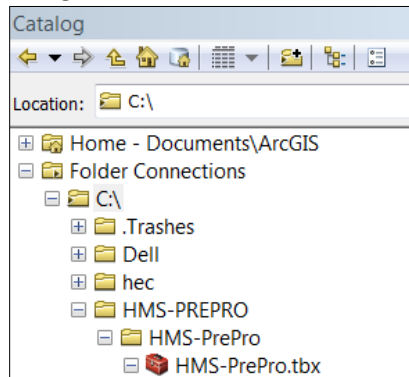 Catalog
Location: C:\
Home - Documents\ArcGIS
Folder Connections
C:\
.Trashes
Dell
hec
HMS-PREPRO
HMS-PrePro
HMS-PrePro.tbx